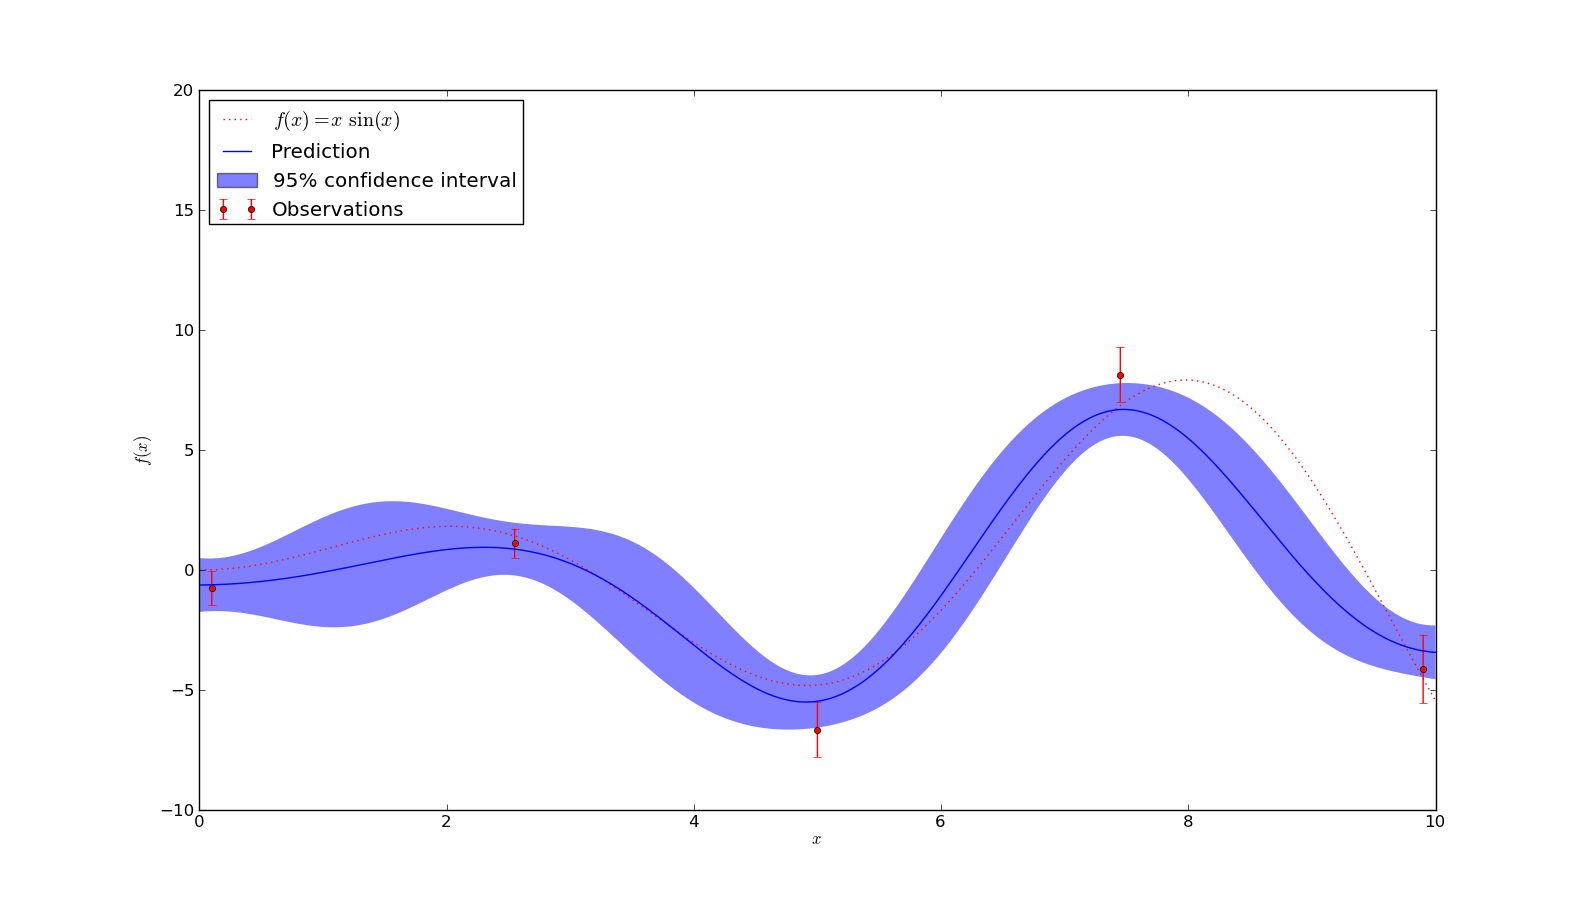 20
f(x) = x sin(x)
Prediction
95% confidence interval
Observations
15
10
5
f(x)
0
−5
−10
0 2 4 6 8 10
x